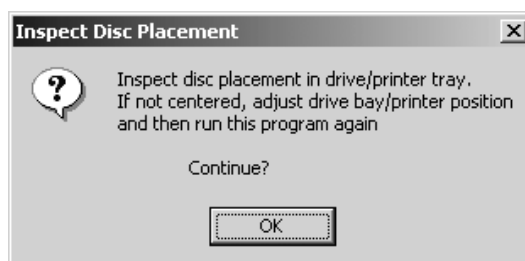 Inspect Disc Placement
Inspect disc placement in drive/printer tray.
If not centered, adjust drive bay/printer position
and then run this program again
Continue?
OK